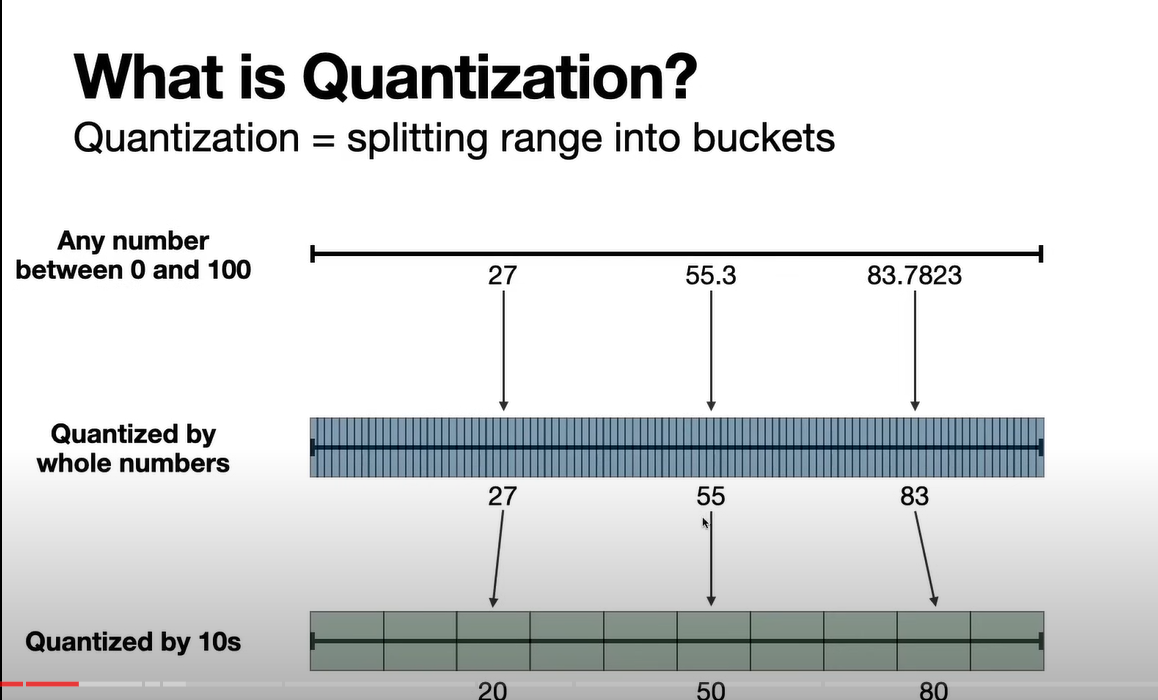 What is Quantization?
Quantization = splitting range into buckets
Any number
between 0 and 100
27 55.3 83.7823
Quantized by
whole numbers
27 55 83
Quantized by 10s
20 50 80